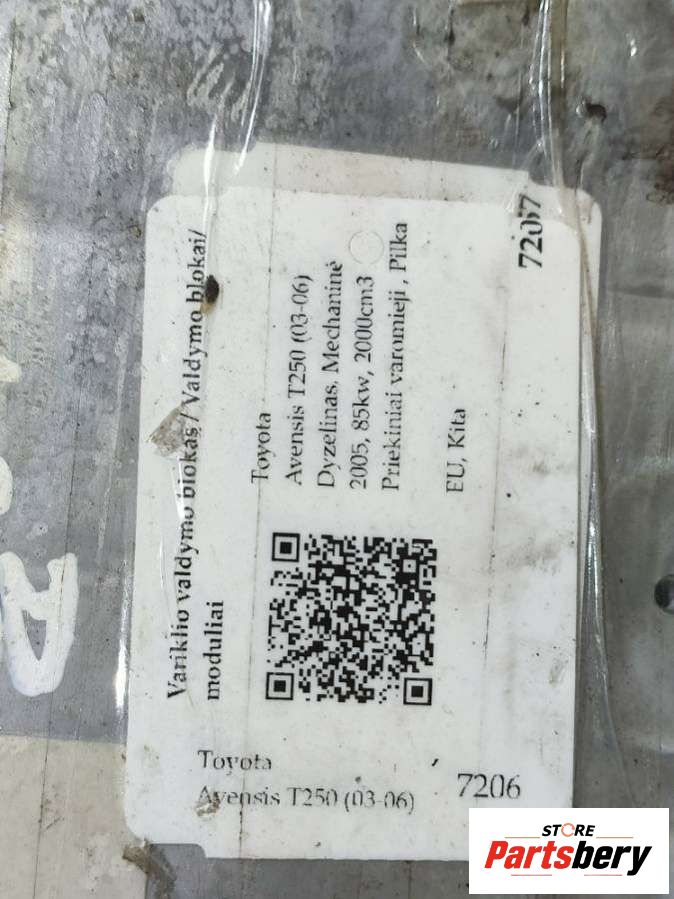 Variklio valdymo blokas / Valdymo blokai/
moduliai
Toyota
Avensis T250 (03-06)
Dyzelinas, Mechaninė
2005, 85kw, 2000cm3
Priekiniai varomieji , Pilka
EU, Kita
7207
Toyota
Avensis T250 (03-06)
7206
STORE
Partsbery